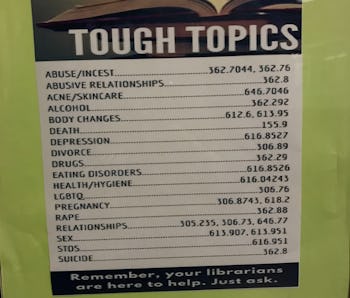 TOUGH TOPICS
ABUSE/INCEST 362.7044, 362.76
ABUSIVE RELATIONSHIPS 362.8
ACNE/SKINCARE 646.7046
ALCOHOL 362.292
BODY CHANGES 612.6, 613.95
DEATH 155.9
DEPRESSION 616.8527
DIVORCE 306.89
DRUGS 362.29
EATING DISORDERS 616.8526
HEALTH/HYGIENE 616.04243
LGBTQ 306.76
PREGNANCY 306.8743, 618.2
RAPE 362.88
RELATIONSHIPS 305.235, 306.73, 646.77
SEX 613.907, 613.951
STDS 616.951
SUICIDE 362.8
Remember, your librarians
are here to help. Just ask.